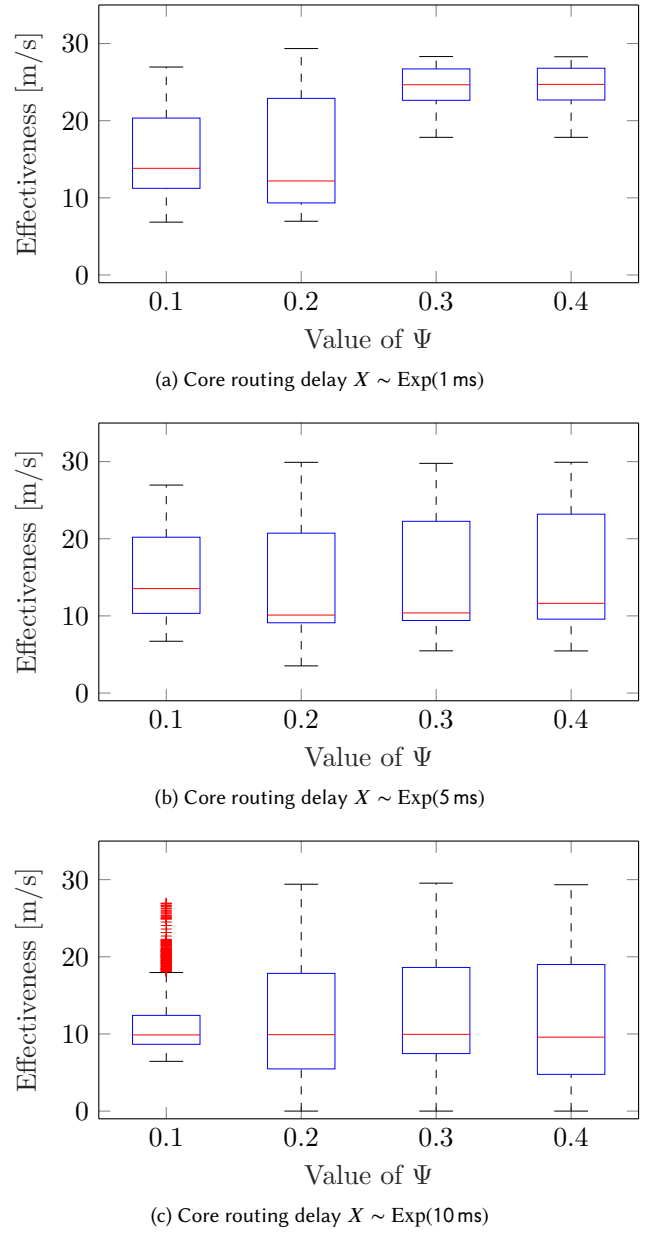 Effectiveness [m/s]
30
20
10
0
0.1 0.2 0.3 0.4
Value of Ψ
(a) Core routing delay X ∼ Exp(1 ms)
Effectiveness [m/s]
30
20
10
0
0.1 0.2 0.3 0.4
Value of Ψ
(b) Core routing delay X ∼ Exp(5 ms)
Effectiveness [m/s]
30
20
10
0
0.1 0.2 0.3 0.4
Value of Ψ
(c) Core routing delay X ∼ Exp(10 ms)